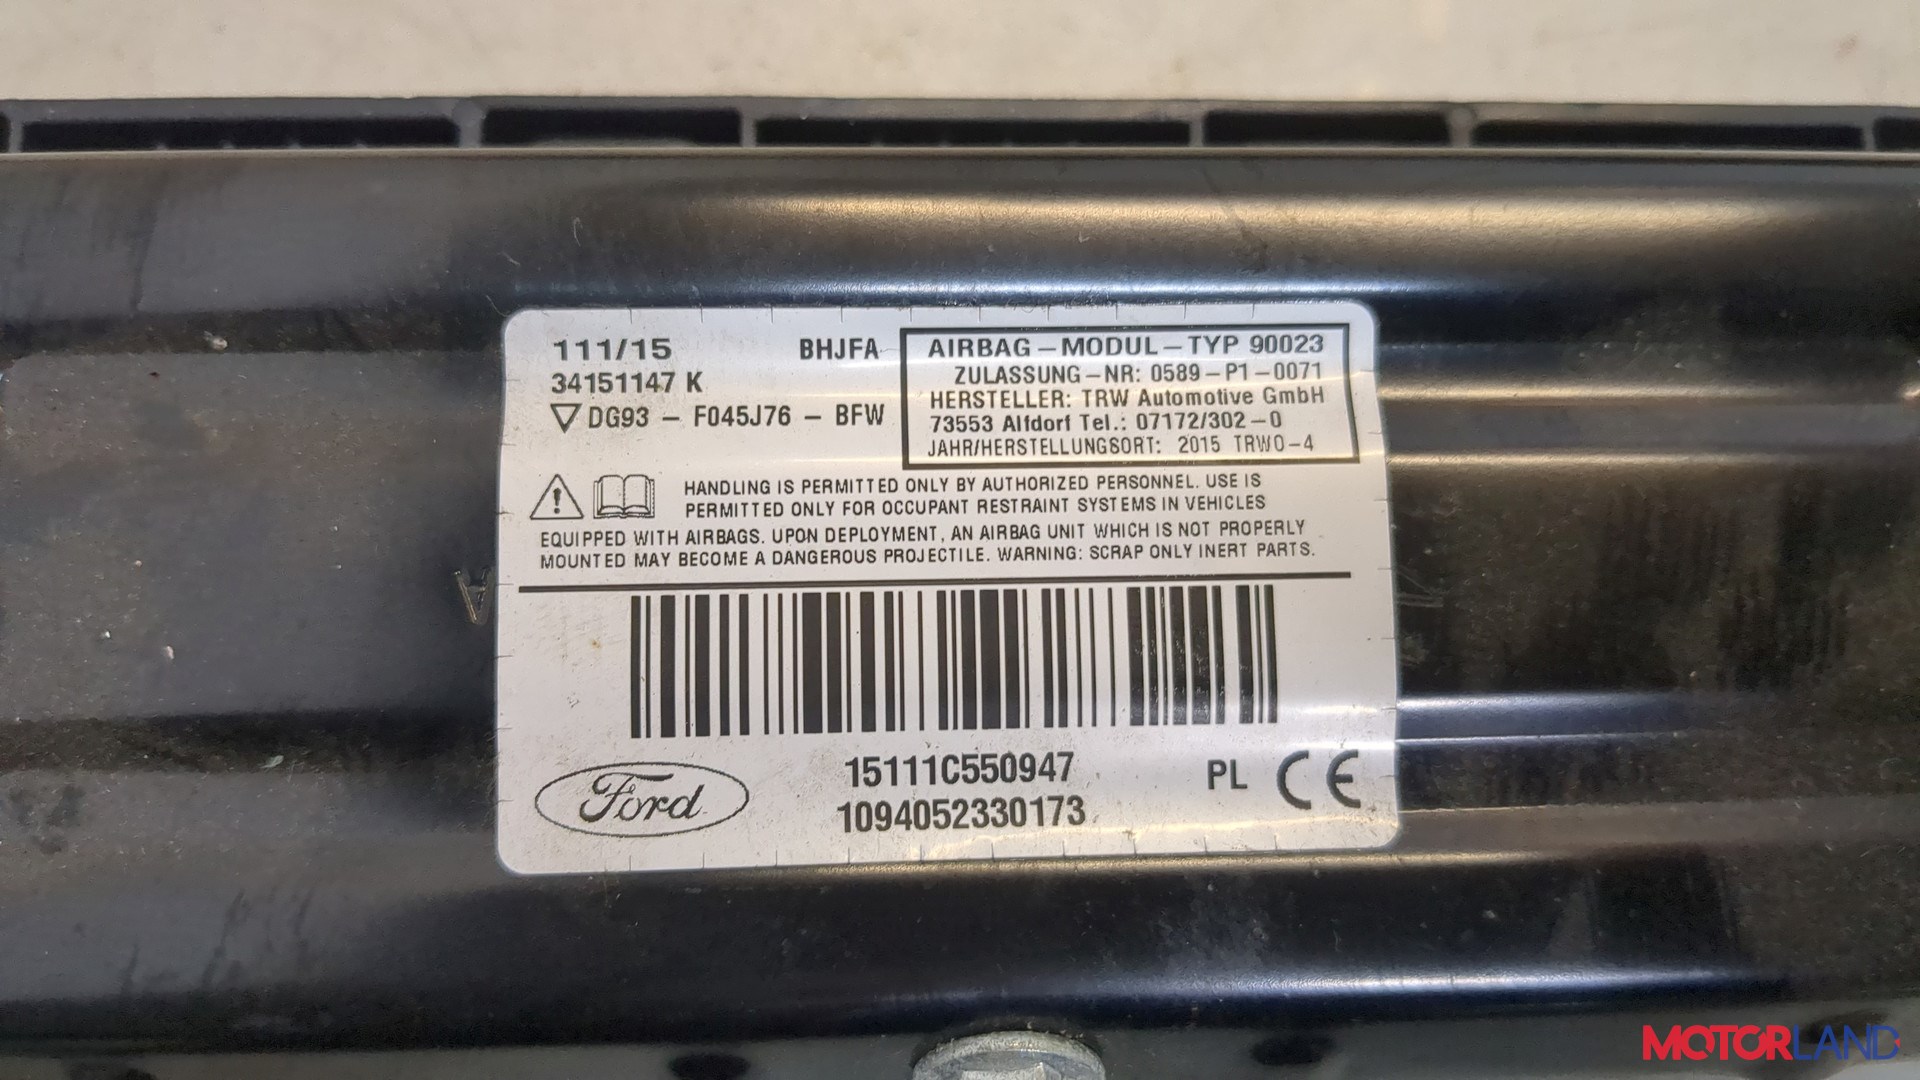 111/15 BHJFA
34151147 K
DG93 - F045J76 - BFW
AIRBAG-MODUL-TYP 90023
ZULASSUNG-NR: 0589-P1-0071
HERSTELLER: TRW Automotive GmbH
73553 Alfdorf Tel.: 07172/302-0
JAHR/HERSTELLUNGSORT: 2015 TRWO-4
HANDLING IS PERMITTED ONLY BY AUTHORIZED PERSONNEL. USE IS
PERMITTED ONLY FOR OCCUPANT RESTRAINT SYSTEMS IN VEHICLES
EQUIPPED WITH AIRBAGS. UPON DEPLOYMENT, AN AIRBAG UNIT WHICH IS NOT PROPERLY
MOUNTED MAY BECOME A DANGEROUS PROJECTILE. WARNING: SCRAP ONLY INERT PARTS.
15111C550947
1094052330173
Ford
PL CE
MOTORLAND